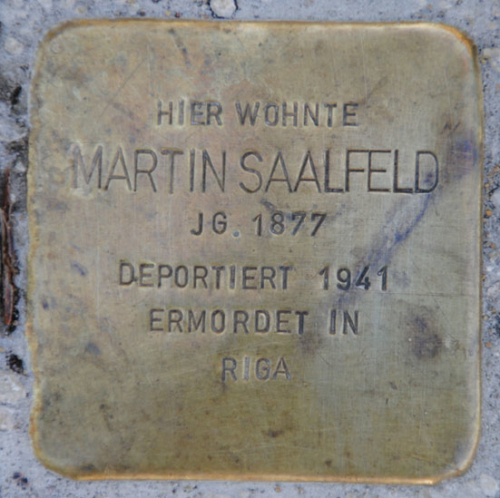 HIER WOHNTE
MARTIN SAALFELD
JG. 1877
DEPORTIERT 1941
ERMORDET IN
RIGA